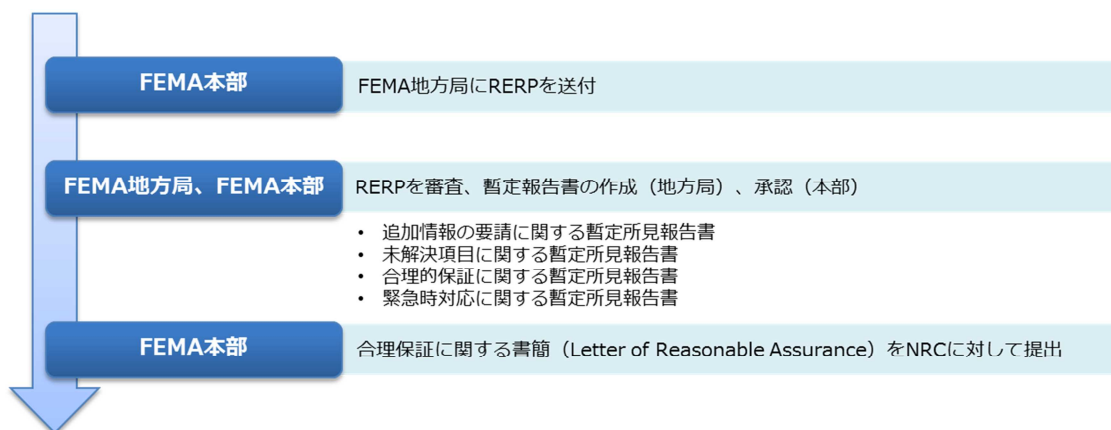 FEMA本部
FEMA地方局にRERPを送付
FEMA地方局、FEMA本部
RERPを審査、暫定報告書の作成（地方局）、承認（本部）
• 追加情報の要請に関する暫定所見報告書
• 未解決項目に関する暫定所見報告書
• 合理的保証に関する暫定所見報告書
• 緊急時対応に関する暫定所見報告書
FEMA本部
合理保証に関する書簡（Letter of Reasonable Assurance）をNRCに対して提出